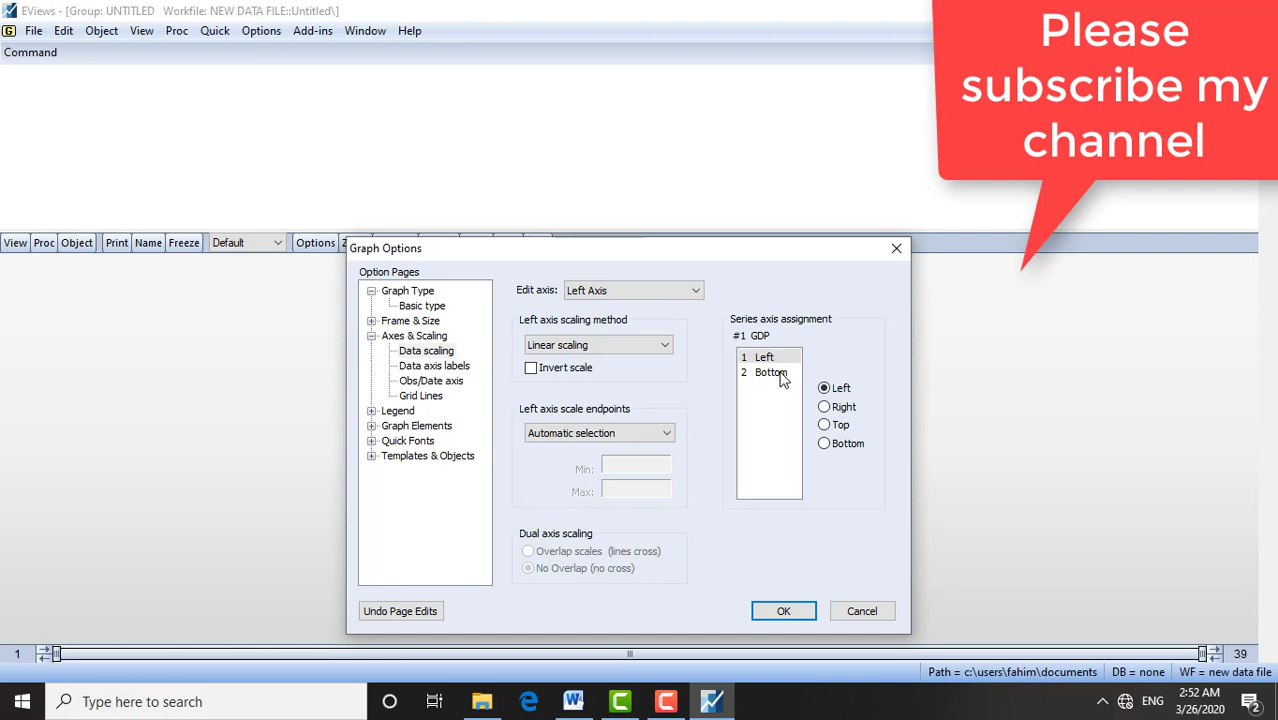 EViews - [Group: UNTITLED   Workfile: NEW DATA FILE::Untitled\]
File Edit Object View Proc Quick Options Add-ins Window Help
Command
Please
subscribe my
channel
View Proc Object Print Name Freeze Default Options
Graph Options
Option Pages
Graph Type
Basic type
Frame & Size
Axes & Scaling
Data scaling
Data axis labels
Obs/Date axis
Grid Lines
Legend
Graph Elements
Quick Fonts
Templates & Objects
Edit axis: Left Axis
Left axis scaling method
Linear scaling
Invert scale
Left axis scale endpoints
Automatic selection
Min:
Max:
Dual axis scaling
Overlap scales (lines cross)
No Overlap (no cross)
Series axis assignment
#1 GDP
1 Left
2 Bottom
Left
Right
Top
Bottom
Undo Page Edits
OK
Cancel
1
39
Path = c:\users\fahim\documents DB = none WF = new data file
Type here to search
ENG
2:52 AM
3/26/2020
2